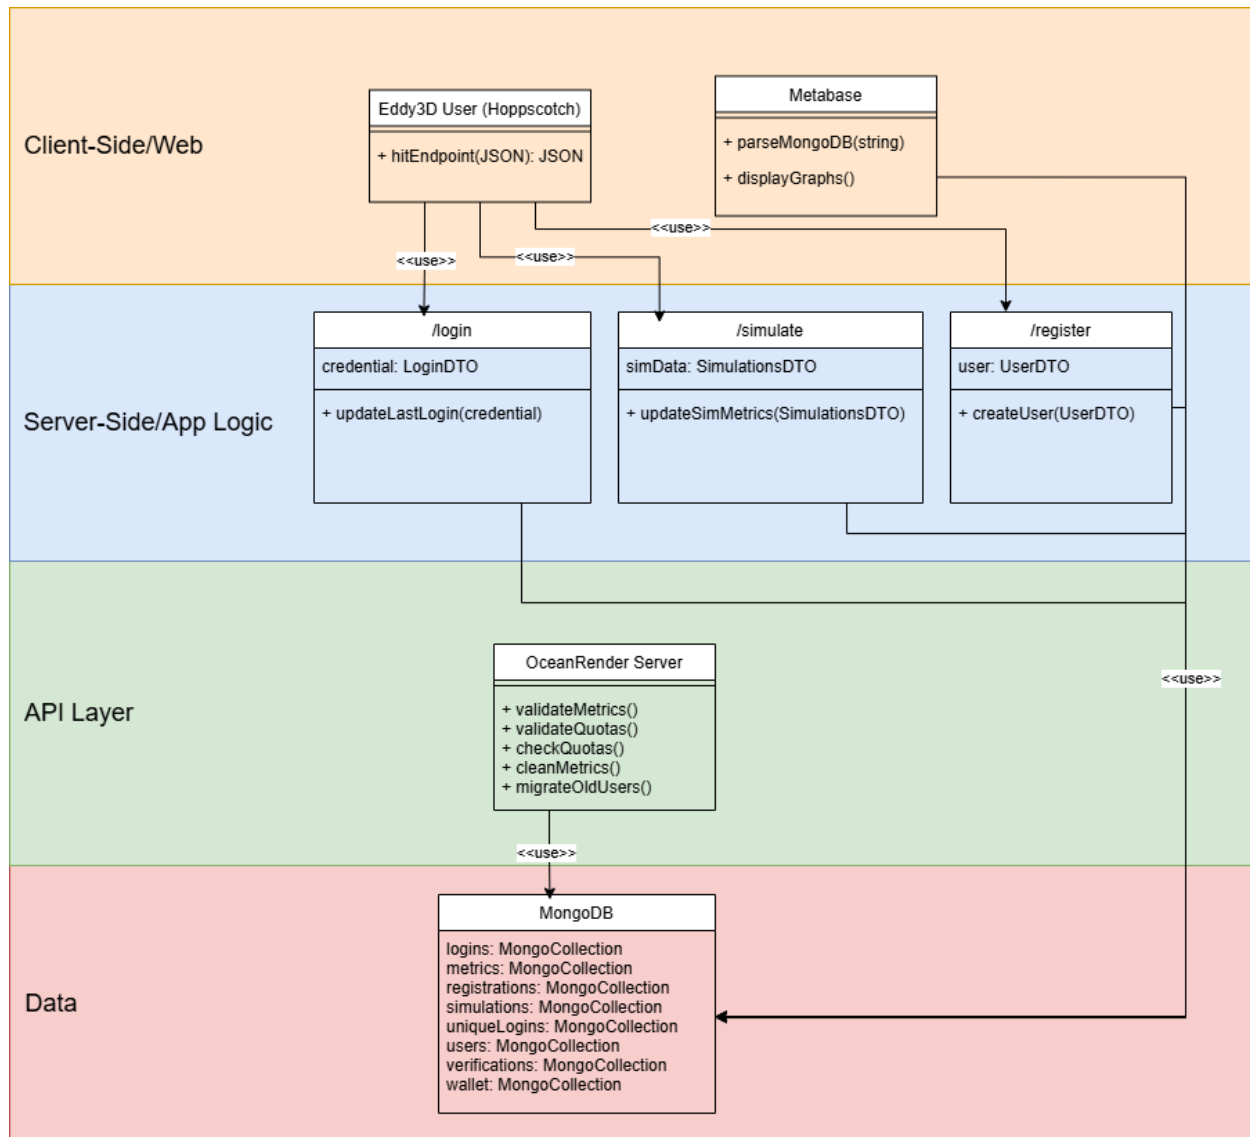 Client-Side/Web
Eddy3D User (Hoppscotch)
+ hitEndpoint(JSON): JSON
Metabase
+ parseMongoDB(string)
+ displayGraphs()
<<use>>
<<use>>
<<use>>
Server-Side/App Logic
/login
credential: LoginDTO
+ updateLastLogin(credential)
/simulate
simData: SimulationsDTO
+ updateSimMetrics(SimulationsDTO)
/register
user: UserDTO
+ createUser(UserDTO)
API Layer
OceanRender Server
+ validateMetrics()
+ validateQuotas()
+ checkQuotas()
+ cleanMetrics()
+ migrateOldUsers()
<<use>>
<<use>>
Data
MongoDB
logins: MongoCollection
metrics: MongoCollection
registrations: MongoCollection
simulations: MongoCollection
uniqueLogins: MongoCollection
users: MongoCollection
verifications: MongoCollection
wallet: MongoCollection